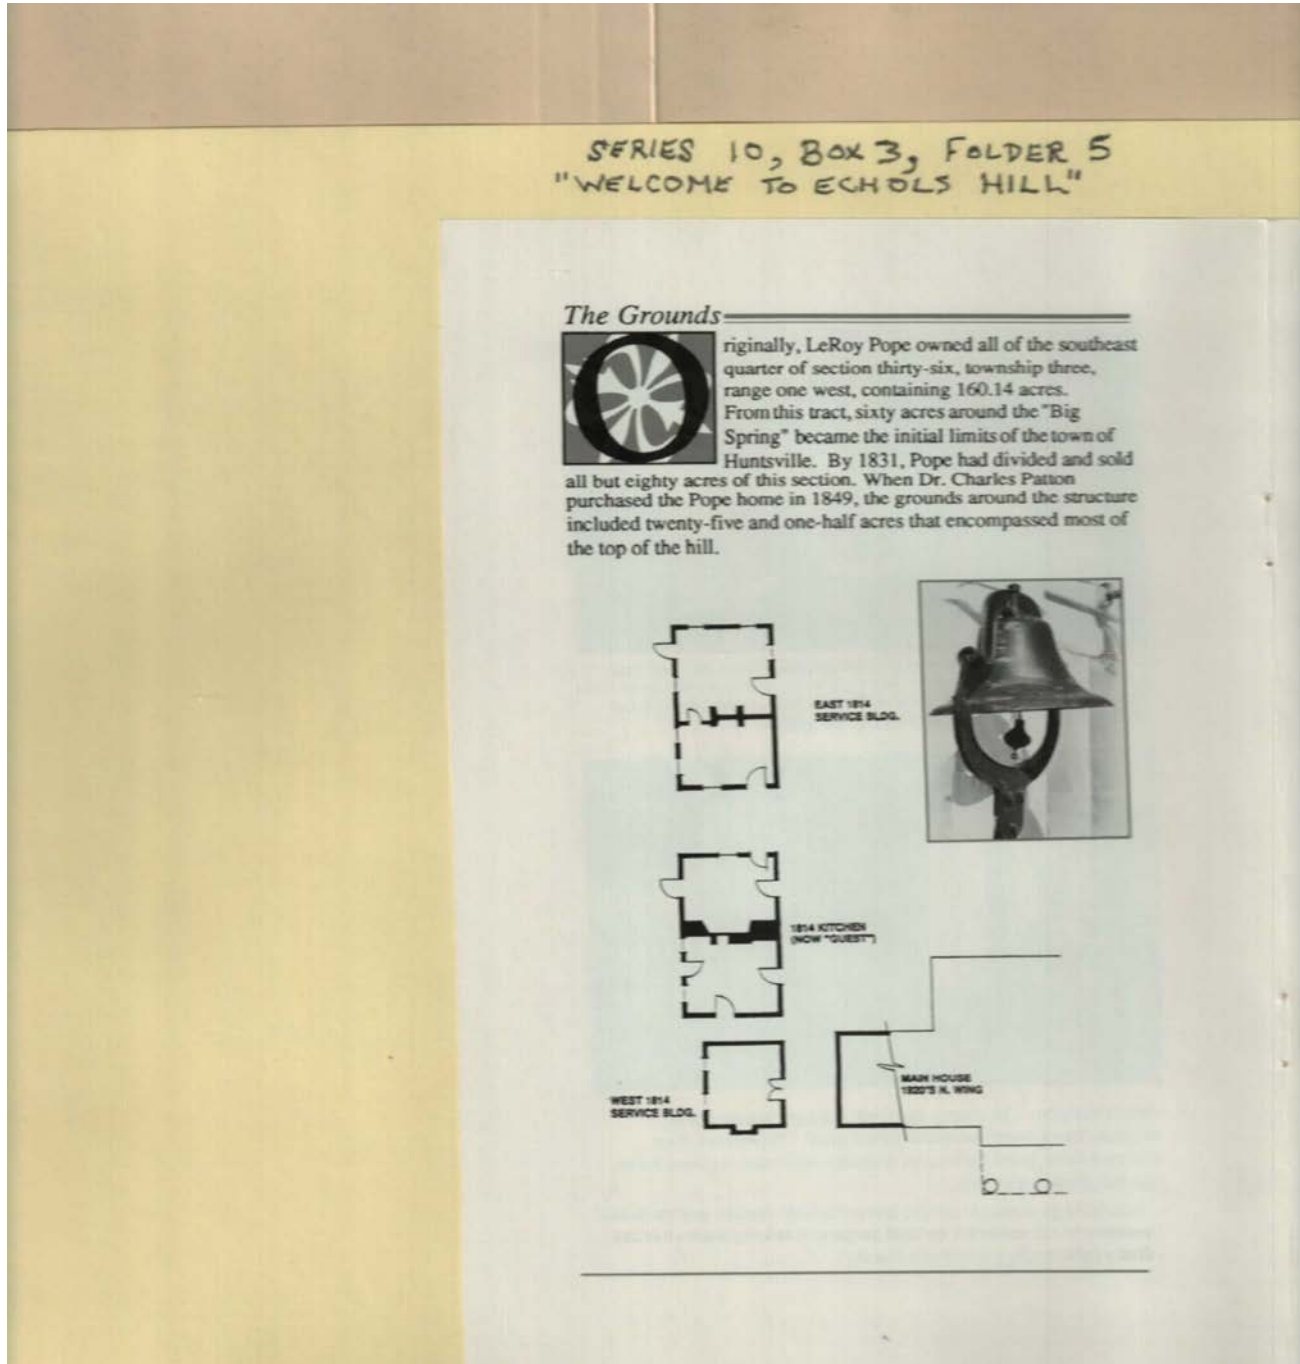 SERIES 10, BOX 3, FOLDER 5
"WELCOME TO ECHOLS HILL"
The Grounds
Originally, LeRoy Pope owned all of the southeast
quarter of section thirty-six, township three,
range one west, containing 160.14 acres.
From this tract, sixty acres around the "Big
Spring" became the initial limits of the town of
Huntsville. By 1831, Pope had divided and sold
all but eighty acres of this section. When Dr. Charles Patton
purchased the Pope home in 1849, the grounds around the structure
included twenty-five and one-half acres that encompassed most of
the top of the hill.
EAST 1814
SERVICE BLDG.
1814 KITCHEN
(NOW "GUEST")
MAIN HOUSE
1920'S N. WING
WEST 1814
SERVICE BLDG.